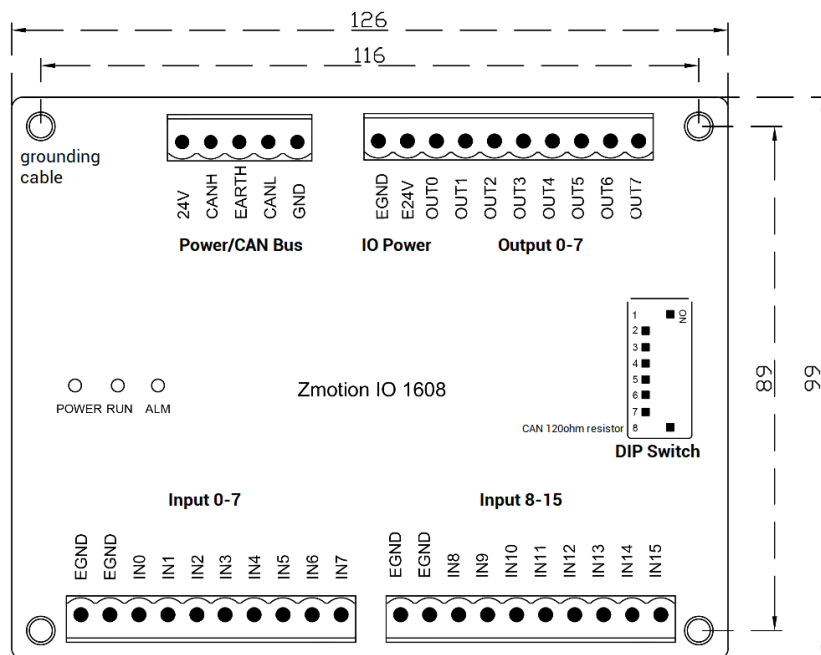 126
116
grounding
cable
24V
CANH
EARTH
CANL
GND
EGND
E24V
OUT0
OUT1
OUT2
OUT3
OUT4
OUT5
OUT6
OUT7
Power/CAN Bus
IO Power
Output 0-7
1
NO
2
3
4
5
6
7
CAN 120ohm resistor 8
DIP Switch
89
99
POWER RUN ALM
Zmotion IO 1608
Input 0-7
Input 8-15
EGND
EGND
IN0
IN1
IN2
IN3
IN4
IN5
IN6
IN7
EGND
EGND
IN8
IN9
IN10
IN11
IN12
IN13
IN14
IN15